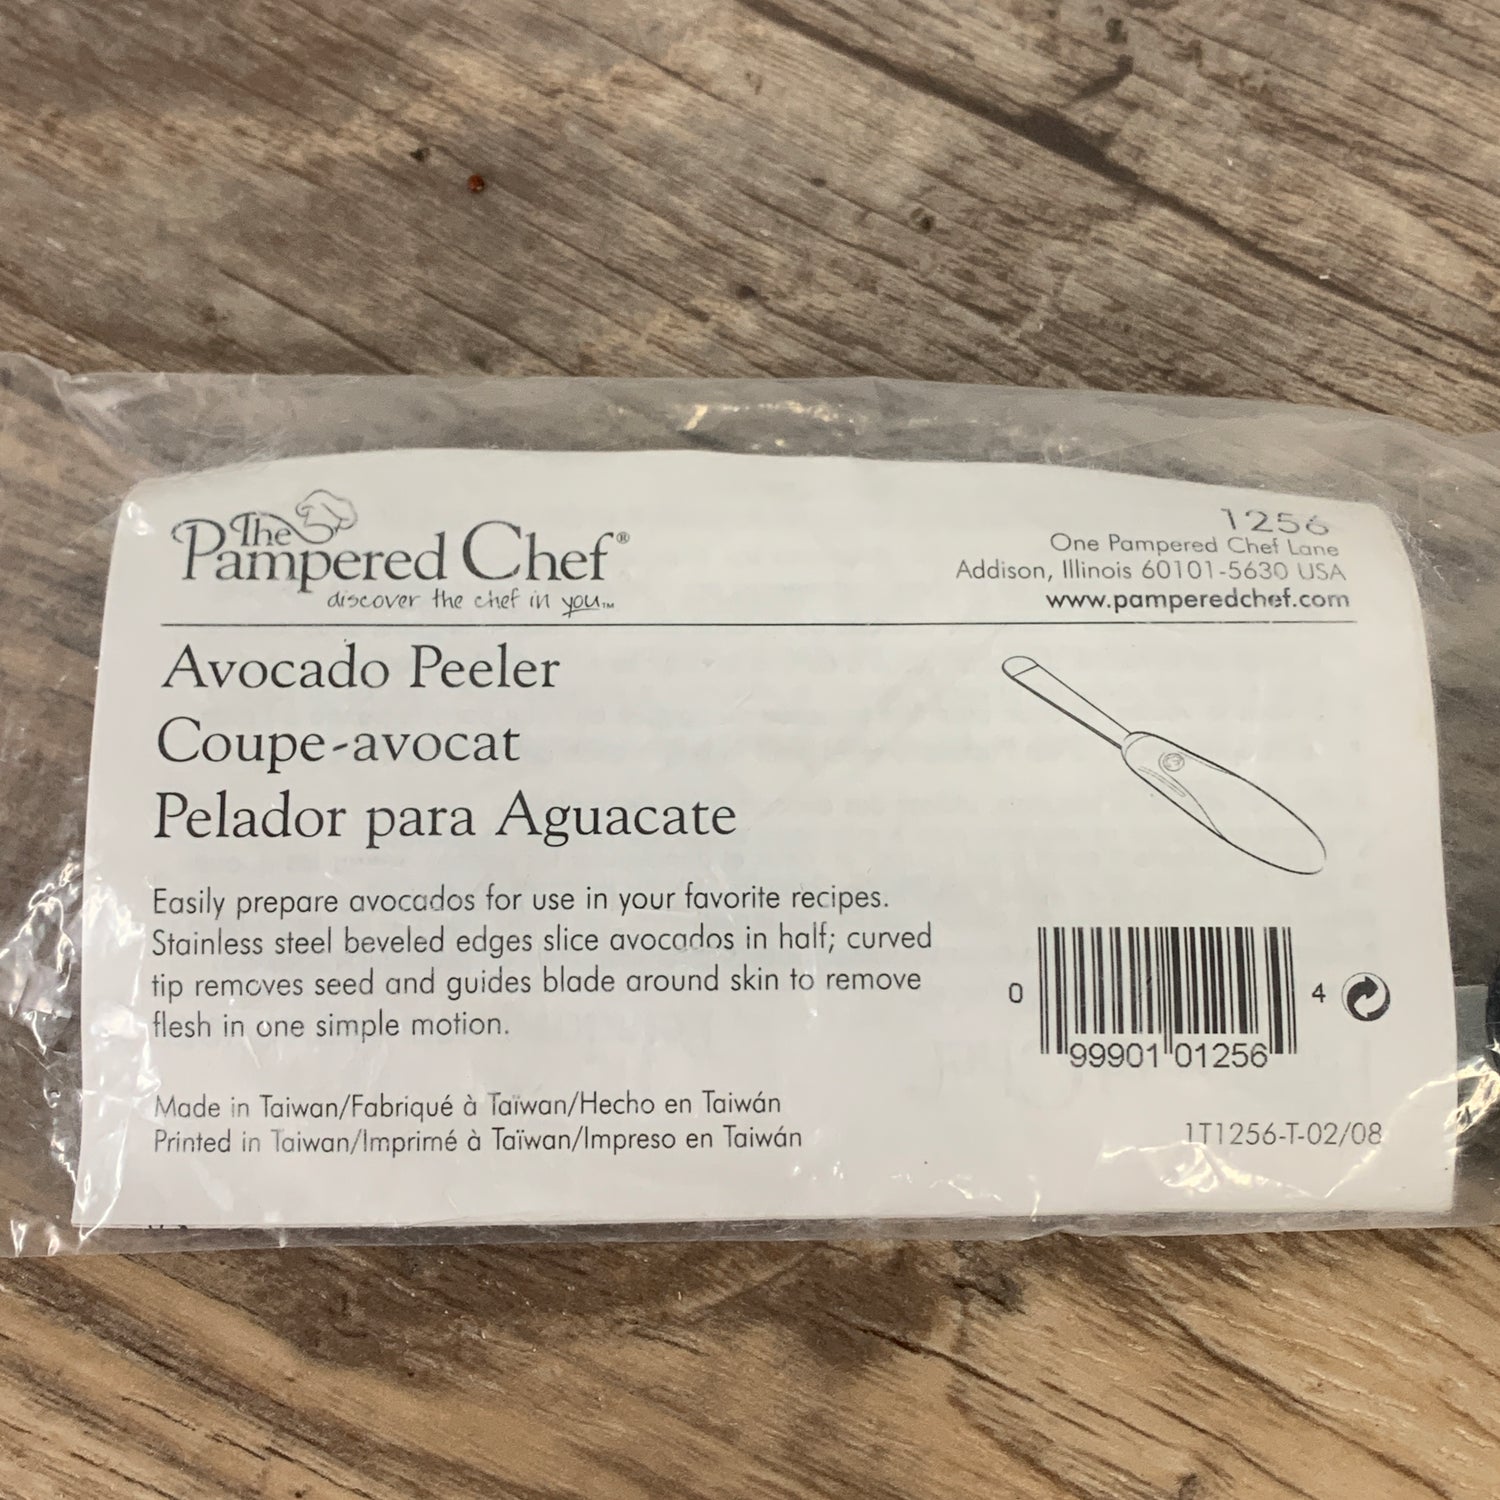 The
Pampered Chef®
discover the chef in you™
1256
One Pampered Chef Lane
Addison, Illinois 60101-5630 USA
www.pamperedchef.com
Avocado Peeler
Coupe-avocat
Pelador para Aguacate
Easily prepare avocados for use in your favorite recipes.
Stainless steel beveled edges slice avocados in half; curved
tip removes seed and guides blade around skin to remove
flesh in one simple motion.
0 99901 01256 4
Made in Taiwan/Fabriqué à Taïwan/Hecho en Taiwán
Printed in Taiwan/Imprimé à Taïwan/Impreso en Taiwán
1T1256-T-02/08